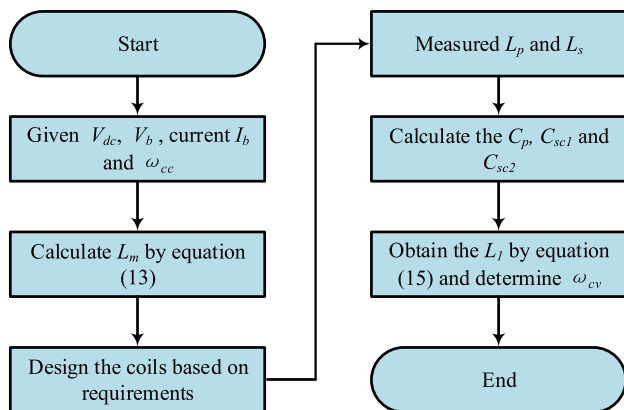 Start
Given V_dc, V_b, current I_b
and ω_cc
Calculate L_m by equation
(13)
Design the coils based on
requirements
Measured L_p and L_s
Calculate the C_p, C_sc1 and
C_sc2
Obtain the L_1 by equation
(15) and determine ω_cv
End